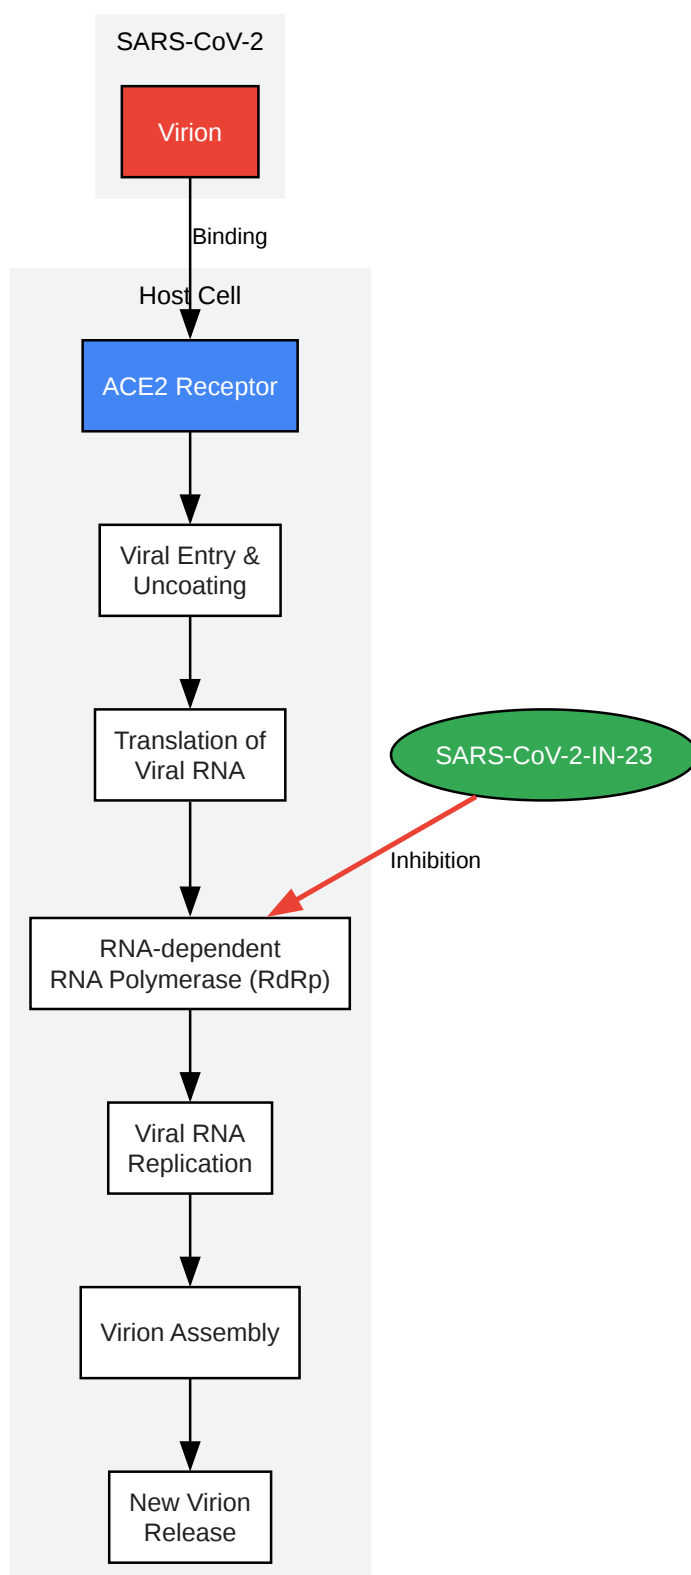 SARS-CoV-2
Virion
Binding
Host Cell
ACE2 Receptor
Viral Entry &
Uncoating
Translation of
Viral RNA
SARS-CoV-2-IN-23
Inhibition
RNA-dependent
RNA Polymerase (RdRp)
Viral RNA
Replication
Virion Assembly
New Virion
Release